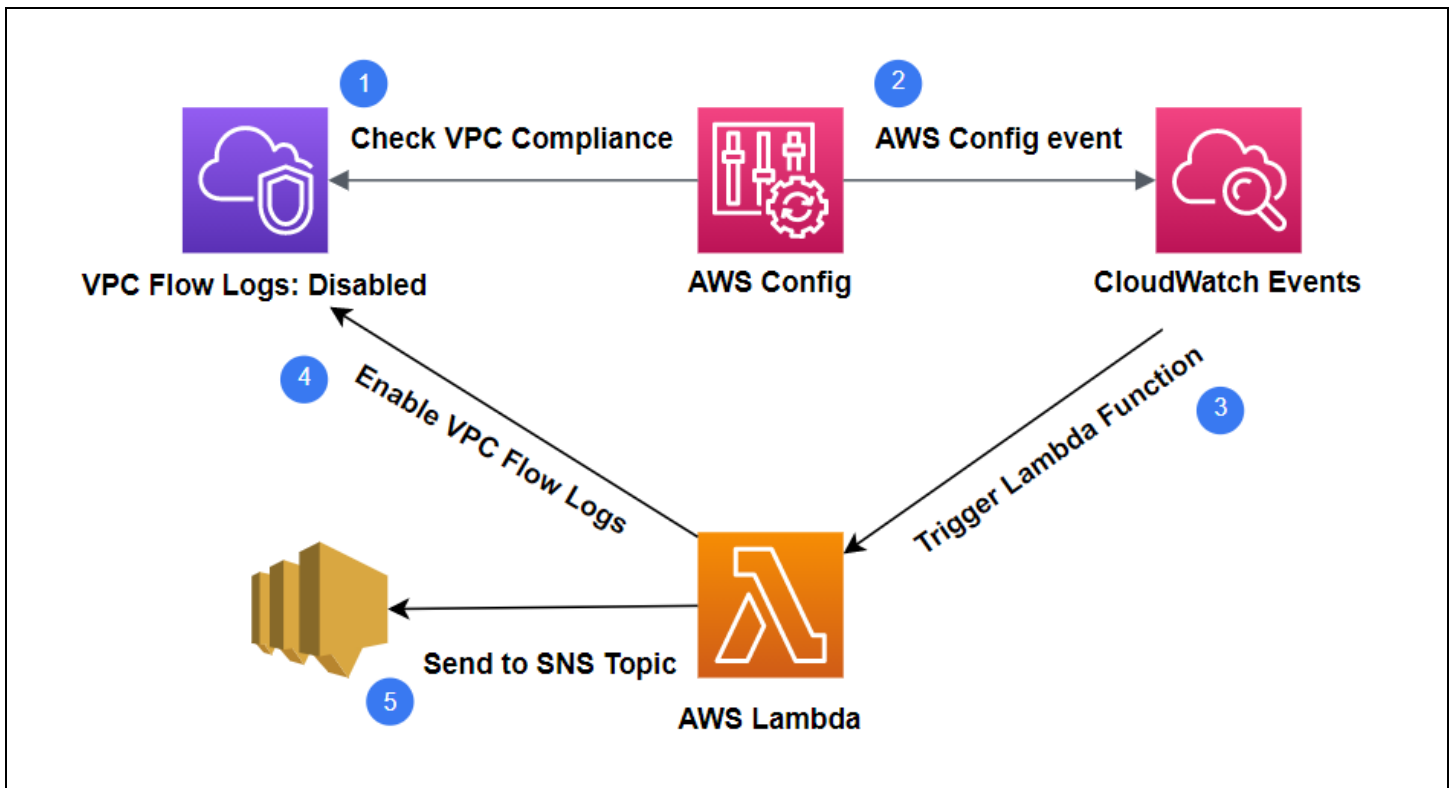 1
Check VPC Compliance
VPC Flow Logs: Disabled
2
AWS Config event
AWS Config
CloudWatch Events
3
Trigger Lambda Function
4
Enable VPC Flow Logs
5
Send to SNS Topic
AWS Lambda